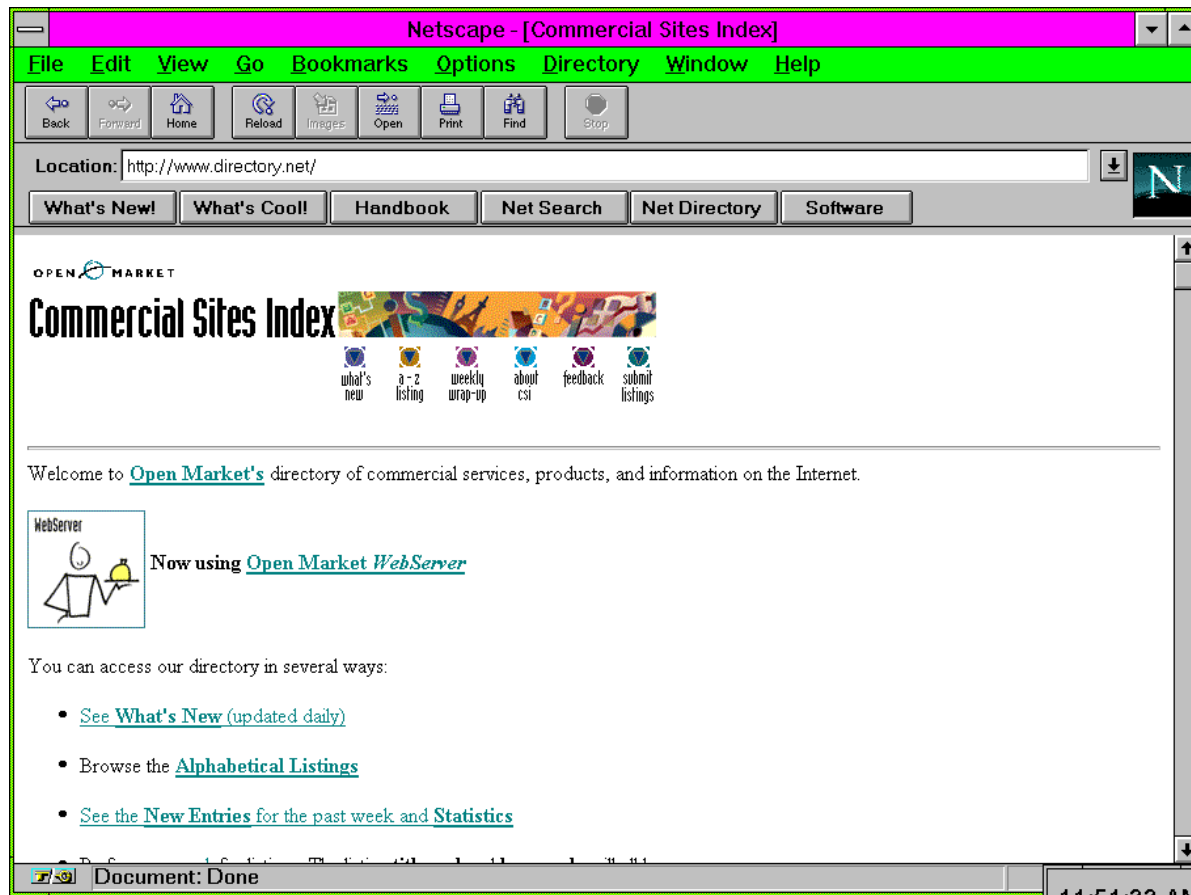 Netscape - [Commercial Sites Index]
File Edit View Go Bookmarks Options Directory Window Help
Back Forward Home Reload Images Open Print Find Stop
Location: http://www.directory.net/
N
What's New! What's Cool! Handbook Net Search Net Directory Software
OPEN MARKET
Commercial Sites Index
what's new
a - z listing
weekly wrap-up
about csi
feedback
submit listings
Welcome to Open Market's directory of commercial services, products, and information on the Internet.
WebServer
Now using Open Market WebServer
You can access our directory in several ways:
• See What's New (updated daily)
• Browse the Alphabetical Listings
• See the New Entries for the past week and Statistics
Document: Done